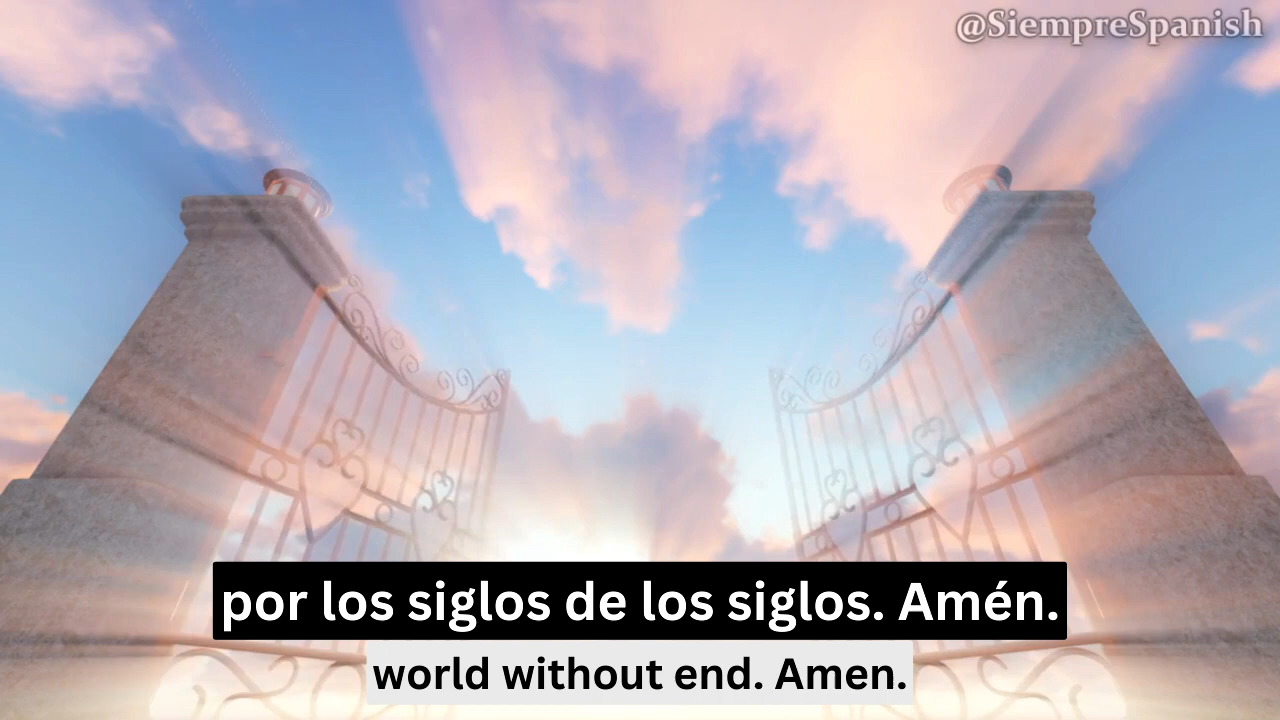 @SiempreSpanish
por los siglos de los siglos. Amén.
world without end. Amen.